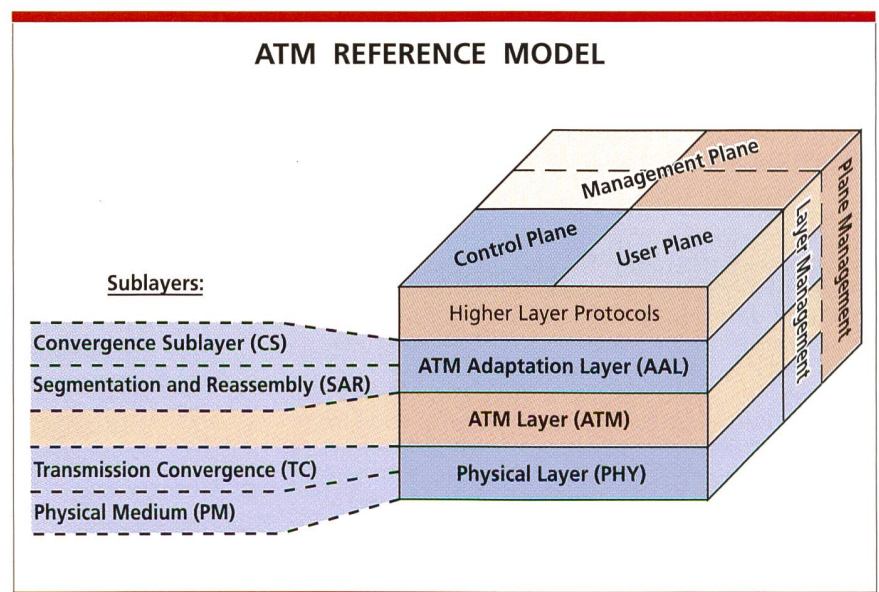 ATM REFERENCE MODEL
Management Plane
Control Plane
User Plane
Plane Management
Layer Management
Sublayers:
Higher Layer Protocols
Convergence Sublayer (CS)
ATM Adaptation Layer (AAL)
Segmentation and Reassembly (SAR)
ATM Layer (ATM)
Transmission Convergence (TC)
Physical Layer (PHY)
Physical Medium (PM)